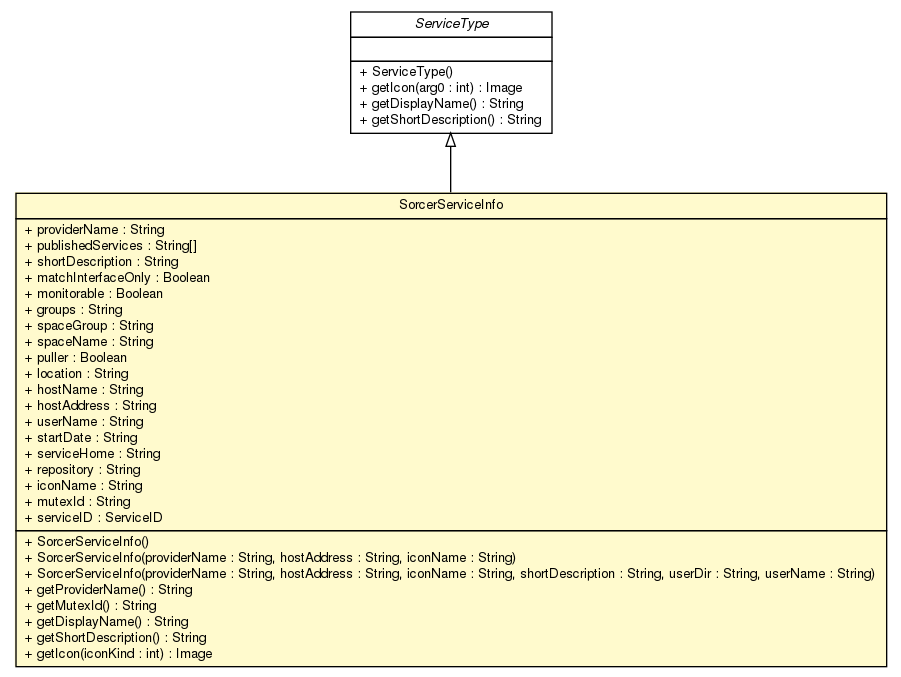 ServiceType
+ ServiceType()
+ getIcon(arg0 : int) : Image
+ getDisplayName() : String
+ getShortDescription() : String
SorcerServiceInfo
+ providerName : String
+ publishedServices : String[]
+ shortDescription : String
+ matchInterfaceOnly : Boolean
+ monitorable : Boolean
+ groups : String
+ spaceGroup : String
+ spaceName : String
+ puller : Boolean
+ location : String
+ hostName : String
+ hostAddress : String
+ userName : String
+ startDate : String
+ serviceHome : String
+ repository : String
+ iconName : String
+ mutexId : String
+ serviceID : ServiceID
+ SorcerServiceInfo()
+ SorcerServiceInfo(providerName : String, hostAddress : String, iconName : String)
+ SorcerServiceInfo(providerName : String, hostAddress : String, iconName : String, shortDescription : String, userDir : String, userName : String)
+ getProviderName() : String
+ getMutexId() : String
+ getDisplayName() : String
+ getShortDescription() : String
+ getIcon(iconKind : int) : Image